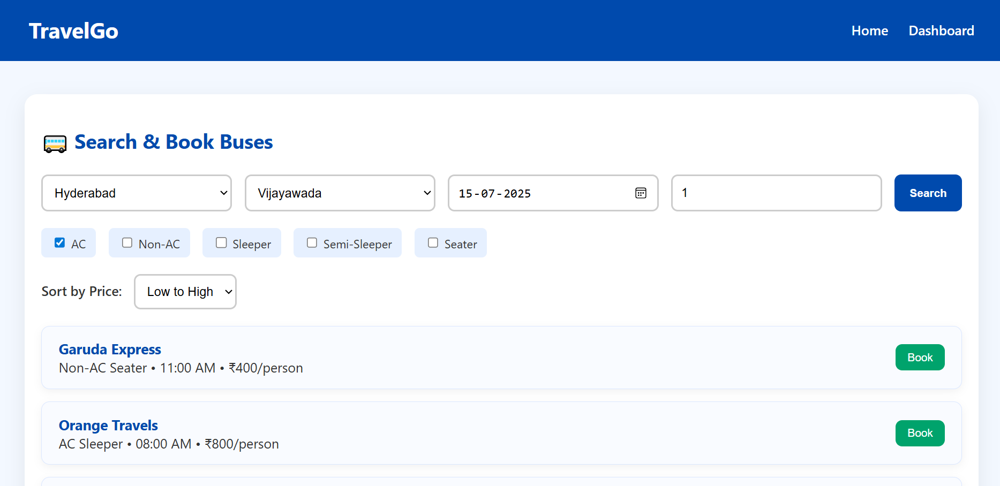 TravelGo
Home Dashboard
Search & Book Buses
Hyderabad Vijayawada 15-07-2025 1 Search
AC Non-AC Sleeper Semi-Sleeper Seater
Sort by Price: Low to High
Garuda Express
Non-AC Seater • 11:00 AM • ₹400/person
Book
Orange Travels
AC Sleeper • 08:00 AM • ₹800/person
Book